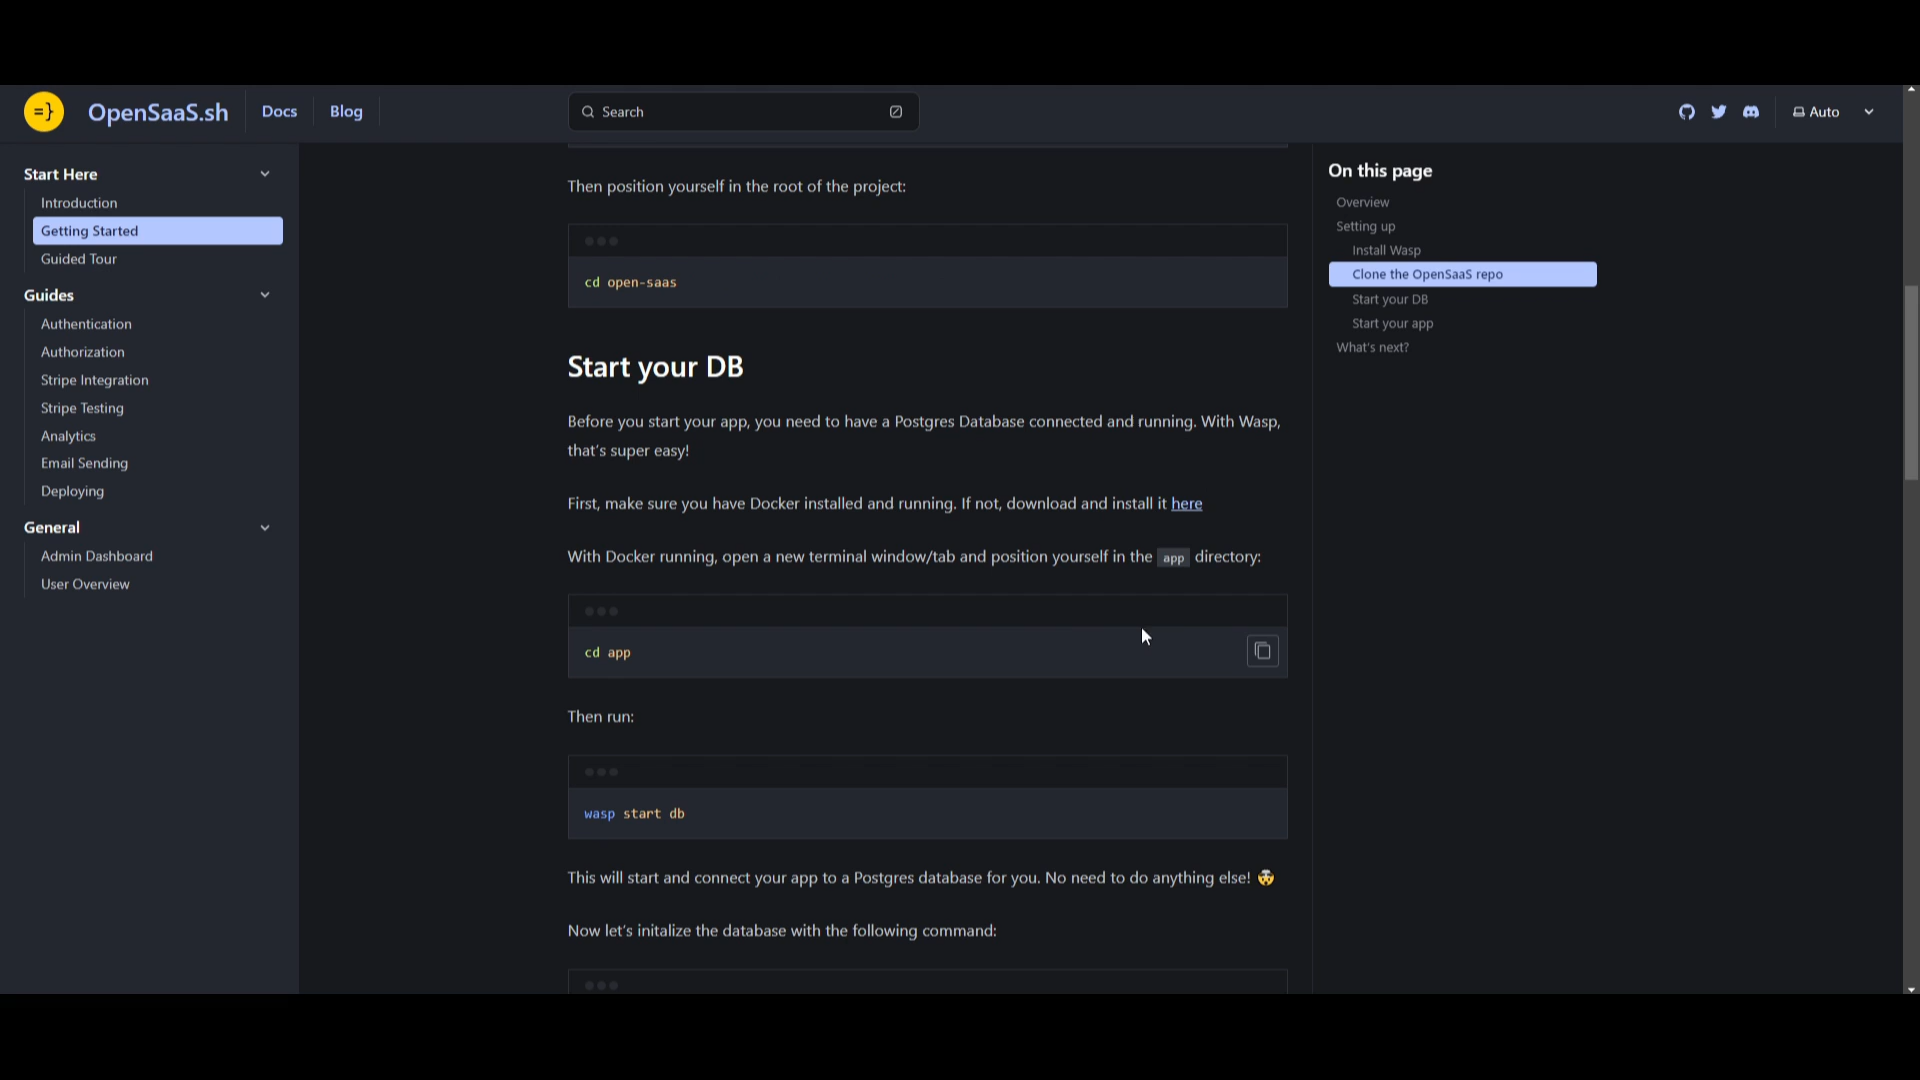 =}
OpenSaaS.sh
Docs
Blog
Search
Auto
Start Here
Introduction
Getting Started
Guided Tour
Guides
Authentication
Authorization
Stripe Integration
Stripe Testing
Analytics
Email Sending
Deploying
General
Admin Dashboard
User Overview
Then position yourself in the root of the project:
cd open-saas
Start your DB
Before you start your app, you need to have a Postgres Database connected and running. With Wasp,
that's super easy!
First, make sure you have Docker installed and running. If not, download and install it here
With Docker running, open a new terminal window/tab and position yourself in the app directory:
cd app
Then run:
wasp start db
This will start and connect your app to a Postgres database for you. No need to do anything else! 🤯
Now let's initalize the database with the following command:
On this page
Overview
Setting up
Install Wasp
Clone the OpenSaaS repo
Start your DB
Start your app
What's next?